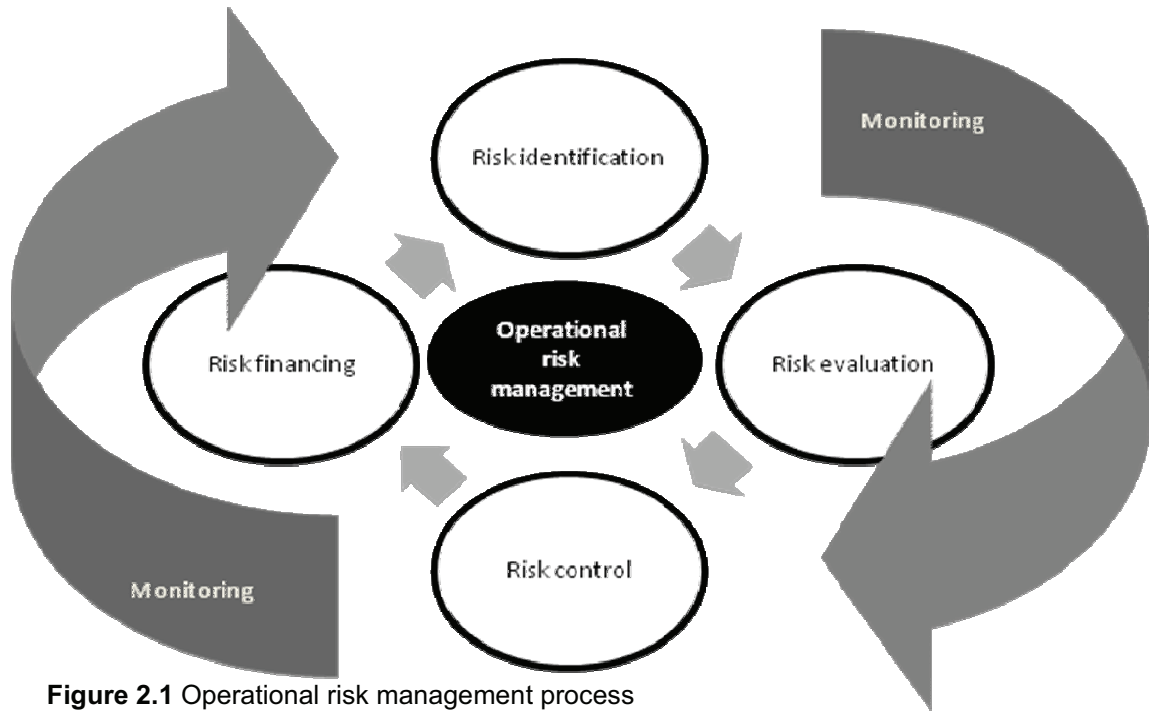 Monitoring
Risk identification
Operational
risk
management
Risk financing
Risk evaluation
Risk control
Monitoring
Figure 2.1 Operational risk management process